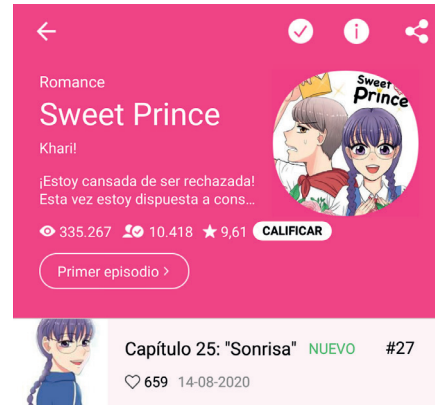 Romance
Sweet Prince
Sweet
Prince
Khari!
¡Estoy cansada de ser rechazada!
Esta vez estoy dispuesta a cons...
335.267 10.418 9,61 CALIFICAR
Primer episodio >
Capítulo 25: "Sonrisa" NUEVO #27
659 14-08-2020